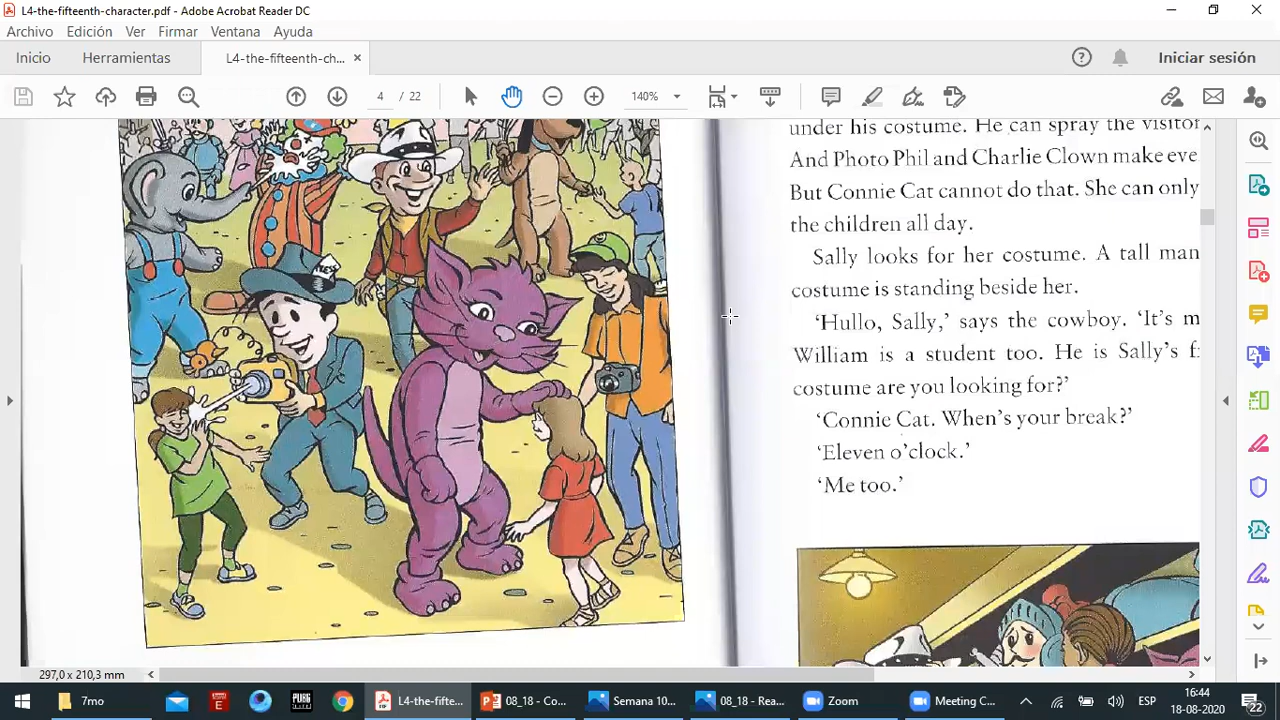 L4-the-fifteenth-character.pdf - Adobe Acrobat Reader DC
Archivo Edición Ver Firmar Ventana Ayuda
Inicio Herramientas L4-the-fifteenth-ch...
Iniciar sesión
4 / 22 140%
under his costume. He can spray the visitor
And Photo Phil and Charlie Clown make eve
But Connie Cat cannot do that. She can only
the children all day.
Sally looks for her costume. A tall man
costume is standing beside her.
‘Hullo, Sally,’ says the cowboy. ‘It's m
William is a student too. He is Sally's f
costume are you looking for?’
‘Connie Cat. When's your break?’
‘Eleven o'clock.’
‘Me too.’
297,0 x 210,3 mm
7mo L4-the-fifte... 08_18 - Co... Semana 10... 08_18 - Rea... Zoom Meeting C... ESP 16:44
18-08-2020 22
PUBG